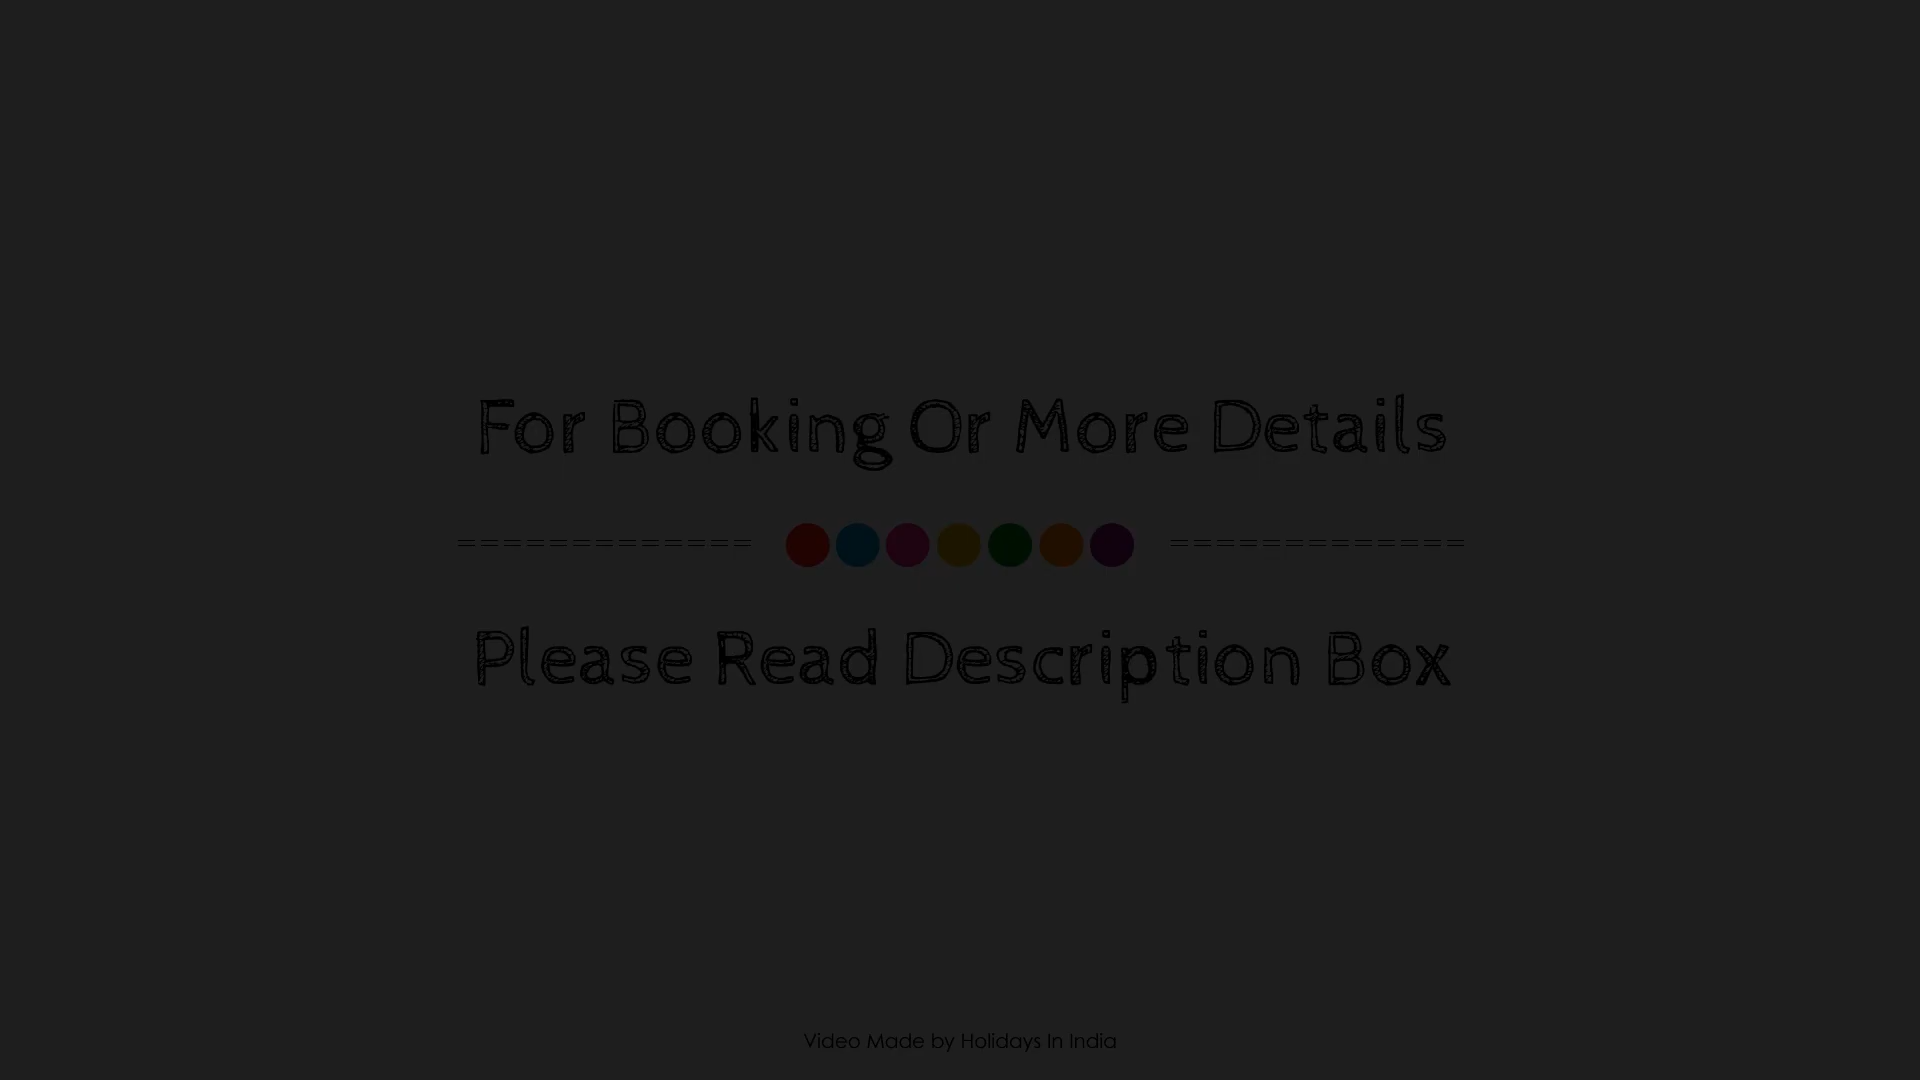 For Booking Or More Details
============= =============
Please Read Description Box
Video Made by Holidays In India